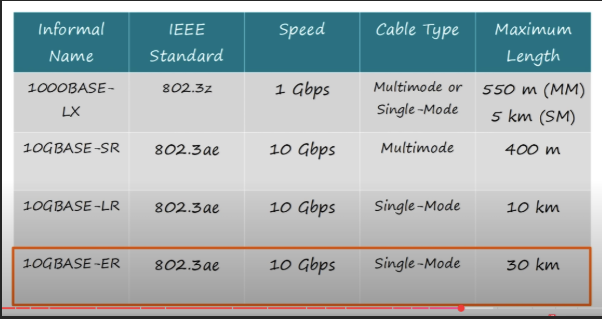 Informal Name IEEE Standard Speed Cable Type Maximum Length
1000BASE-LX 802.3z 1 Gbps Multimode or Single-Mode 550 m (MM) 5 km (SM)
10GBASE-SR 802.3ae 10 Gbps Multimode 400 m
10GBASE-LR 802.3ae 10 Gbps Single-Mode 10 km
10GBASE-ER 802.3ae 10 Gbps Single-Mode 30 km